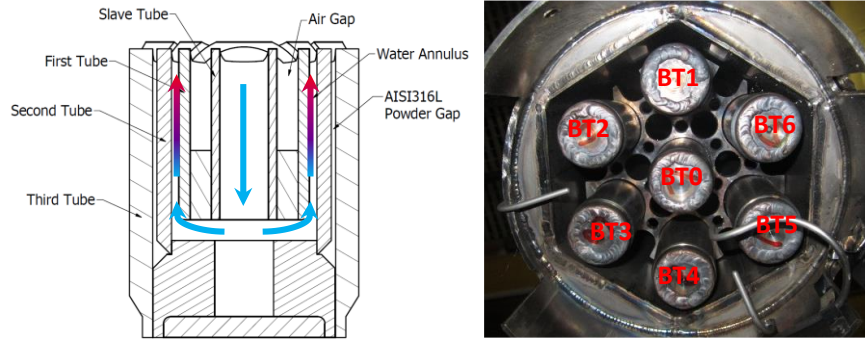 Slave Tube
Air Gap
First Tube
Water Annulus
Second Tube
AISI316L
Powder Gap
Third Tube
BT1
BT2
BT6
BT0
BT3
BT5
BT4